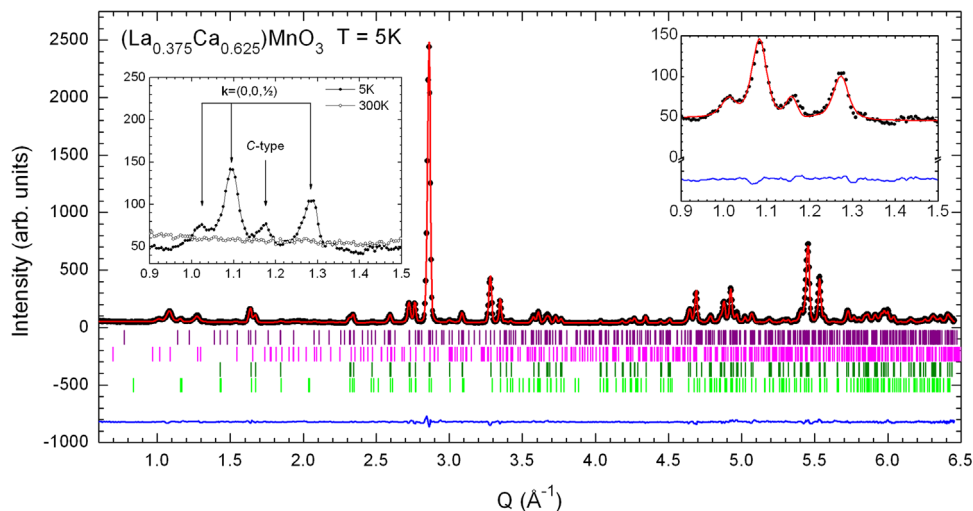 (La0.375Ca0.625)MnO3 T = 5K
Intensity (arb. units)
2500
2000
1500
1000
500
0
-500
-1000
1.0 1.5 2.0 2.5 3.0 3.5 4.0 4.5 5.0 5.5 6.0 6.5
Q (Å-1)
250
200
150
100
50
0.9 1.0 1.1 1.2 1.3 1.4 1.5
k=(0,0,½)
5K
300K
C-type
150
100
50
0
0.9 1.0 1.1 1.2 1.3 1.4 1.5